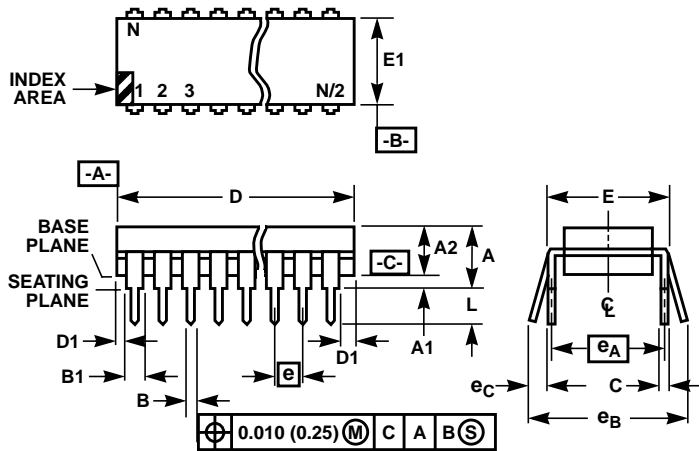 N
E1
INDEX
AREA
1 2 3 N/2
-B-
-A-
D
E
BASE
PLANE
A2
A
-C-
SEATING
PLANE
L
D1
A1
D1
B1
e
eA
B
eC
C
eB
0.010 (0.25) M C A B S
CL